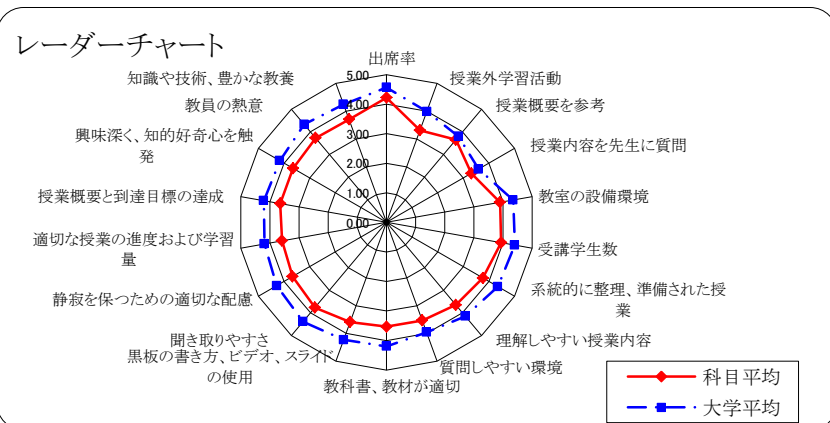 レーダーチャート
出席率
授業外学習活動
授業概要を参考
授業内容を先生に質問
教室の設備環境
受講学生数
系統的に整理、準備された授
業
理解しやすい授業内容
質問しやすい環境
教科書、教材が適切
黒板の書き方、ビデオ、スライド
の使用
聞き取りやすさ
静寂を保つための適切な配慮
適切な授業の進度および学習
量
授業概要と到達目標の達成
興味深く、知的好奇心を触
発
教員の熱意
知識や技術、豊かな教養
5.00
4.00
3.00
2.00
1.00
0.00
科目平均
大学平均